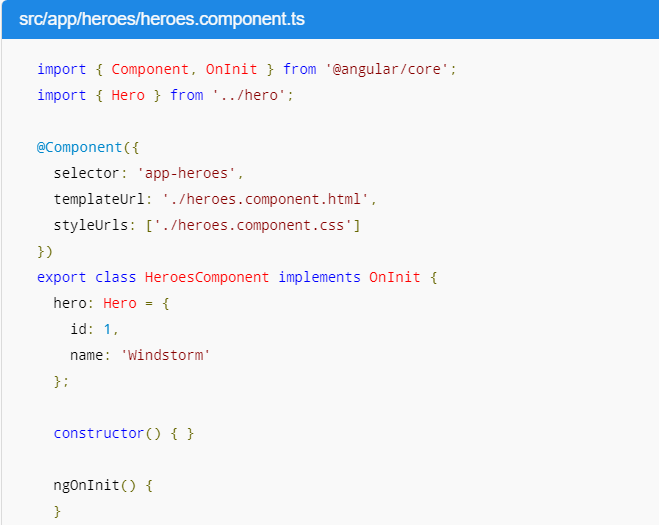 src/app/heroes/heroes.component.ts
import { Component, OnInit } from '@angular/core';
import { Hero } from '../hero';
@Component({
  selector: 'app-heroes',
  templateUrl: './heroes.component.html',
  styleUrls: ['./heroes.component.css']
})
export class HeroesComponent implements OnInit {
  hero: Hero = {
    id: 1,
    name: 'Windstorm'
  };
  constructor() { }
  ngOnInit() {
  }